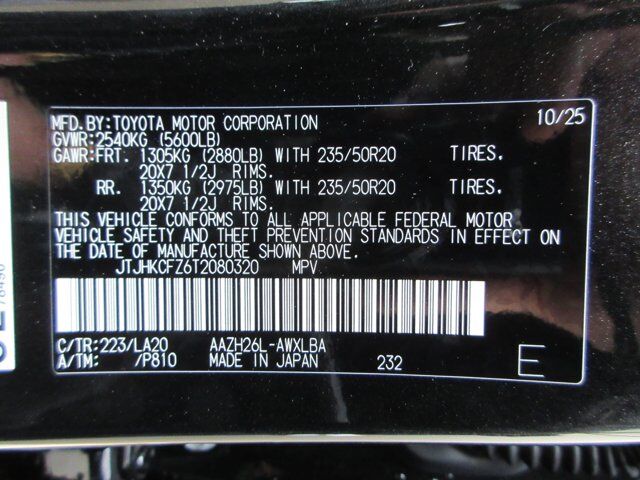 MFD.BY:TOYOTA MOTOR CORPORATION 10/25
GVWR:2540KG (5600LB)
GAWR:FRT. 1305KG (2880LB) WITH 235/50R20 TIRES.
20X7 1/2J RIMS.
RR. 1350KG (2975LB) WITH 235/50R20 TIRES.
20X7 1/2J RIMS.
THIS VEHICLE CONFORMS TO ALL APPLICABLE FEDERAL MOTOR
VEHICLE SAFETY AND THEFT PREVENTION STANDARDS IN EFFECT ON
THE DATE OF MANUFACTURE SHOWN ABOVE.
JTJHKCFZ6T2080320 MPV
C/TR:223/LA20 AAZH26L-AWXLBA
A/TM: /P810 MADE IN JAPAN 232 E